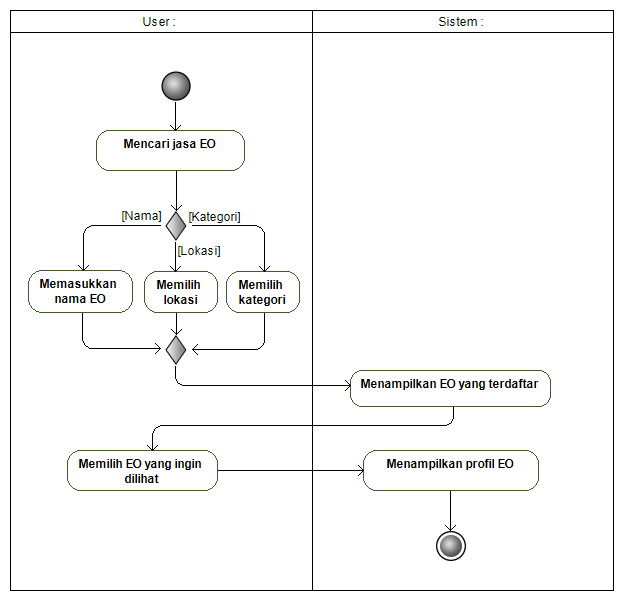 User :
Sistem :
Mencari jasa EO
[Nama]
[Kategori]
[Lokasi]
Memasukkan
nama EO
Memilih
lokasi
Memilih
kategori
Menampilkan EO yang terdaftar
Memilih EO yang ingin
dilihat
Menampilkan profil EO